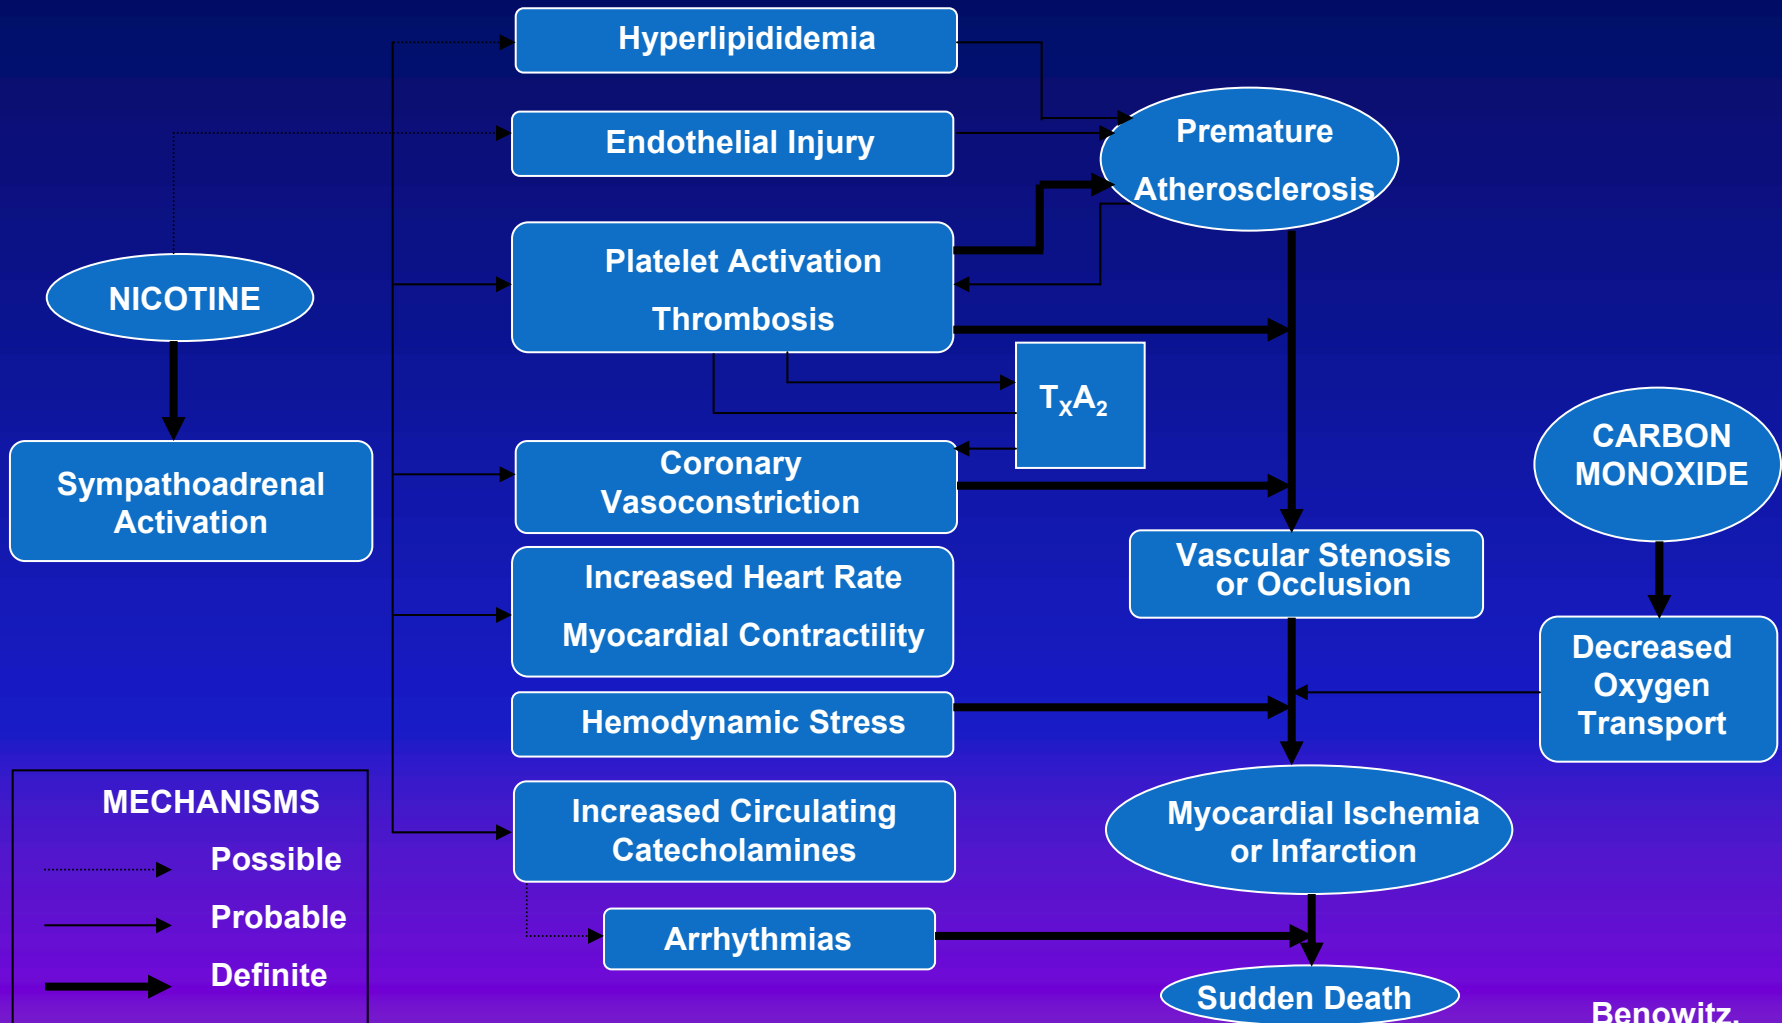 Hyperlipididemia
Endothelial Injury
Premature
Atherosclerosis
Platelet Activation
Thrombosis
NICOTINE
TXA2
Sympathoadrenal
Activation
Coronary
Vasoconstriction
CARBON
MONOXIDE
Increased Heart Rate
Myocardial Contractility
Vascular Stenosis
or Occlusion
Decreased
Oxygen
Transport
Hemodynamic Stress
MECHANISMS
Possible
Probable
Definite
Increased Circulating
Catecholamines
Myocardial Ischemia
or Infarction
Arrhythmias
Sudden Death
Benowitz.